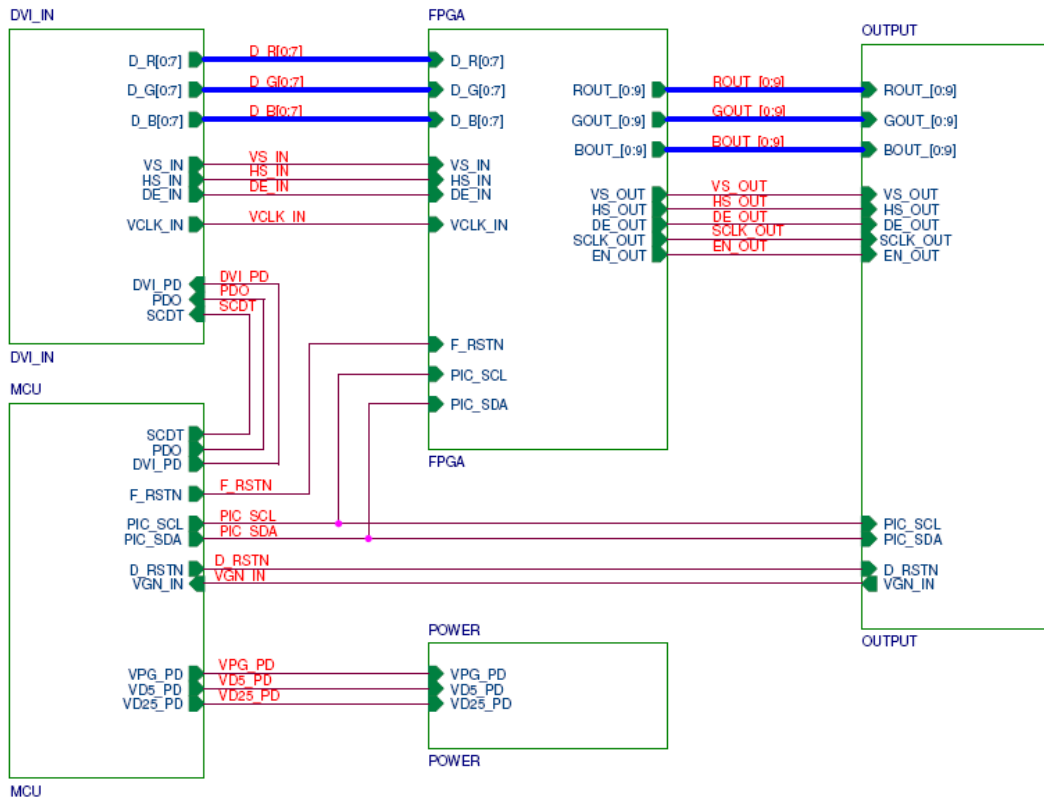 DVI_IN
D_R[0:7]
D_G[0:7]
D_B[0:7]
VS_IN
HS_IN
DE_IN
VCLK_IN
DVI_PD
PDO
SCDT
DVI_IN
D_R[0:7]
D_G[0:7]
D_B[0:7]
VS_IN
HS_IN
DE_IN
VCLK_IN
DVI_PD
PDO
SCDT
FPGA
D_R[0:7]
D_G[0:7]
D_B[0:7]
VS_IN
HS_IN
DE_IN
VCLK_IN
F_RSTN
PIC_SCL
PIC_SDA
ROUT_[0:9]
GOUT_[0:9]
BOUT_[0:9]
VS_OUT
HS_OUT
DE_OUT
SCLK_OUT
EN_OUT
FPGA
ROUT_[0:9]
GOUT_[0:9]
BOUT_[0:9]
VS_OUT
HS_OUT
DE_OUT
SCLK_OUT
EN_OUT
OUTPUT
ROUT_[0:9]
GOUT_[0:9]
BOUT_[0:9]
VS_OUT
HS_OUT
DE_OUT
SCLK_OUT
EN_OUT
PIC_SCL
PIC_SDA
D_RSTN
VGN_IN
OUTPUT
MCU
SCDT
PDO
DVI_PD
F_RSTN
PIC_SCL
PIC_SDA
D_RSTN
VGN_IN
VPG_PD
VD5_PD
VD25_PD
MCU
F_RSTN
PIC_SCL
PIC_SDA
D_RSTN
VGN_IN
VPG_PD
VD5_PD
VD25_PD
POWER
VPG_PD
VD5_PD
VD25_PD
POWER